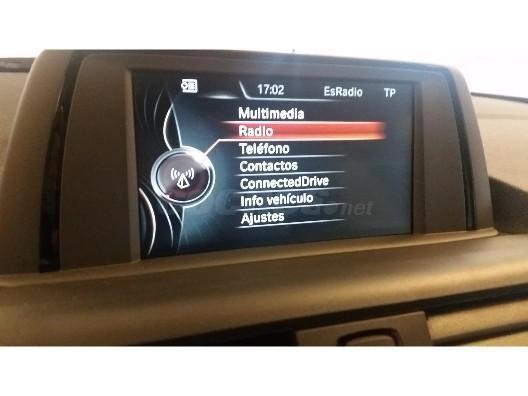 17:02 EsRadio TP
Multimedia
Radio
Teléfono
Contactos
ConnectedDrive
Info vehículo
Ajustes